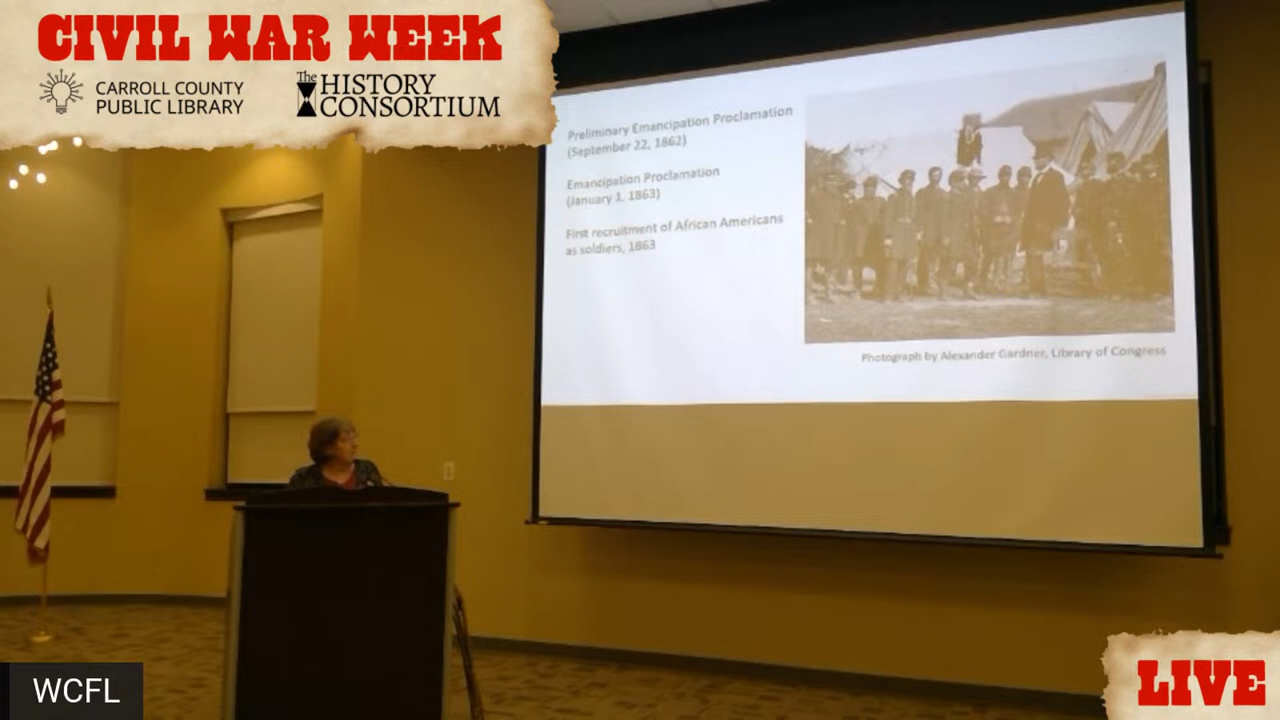 CIVIL WAR WEEK
CARROLL COUNTY
PUBLIC LIBRARY
The HISTORY
CONSORTIUM
Preliminary Emancipation Proclamation
(September 22, 1862)
Emancipation Proclamation
(January 1, 1863)
First recruitment of African Americans
as soldiers, 1863
Photograph by Alexander Gardner, Library of Congress
WCFL
LIVE